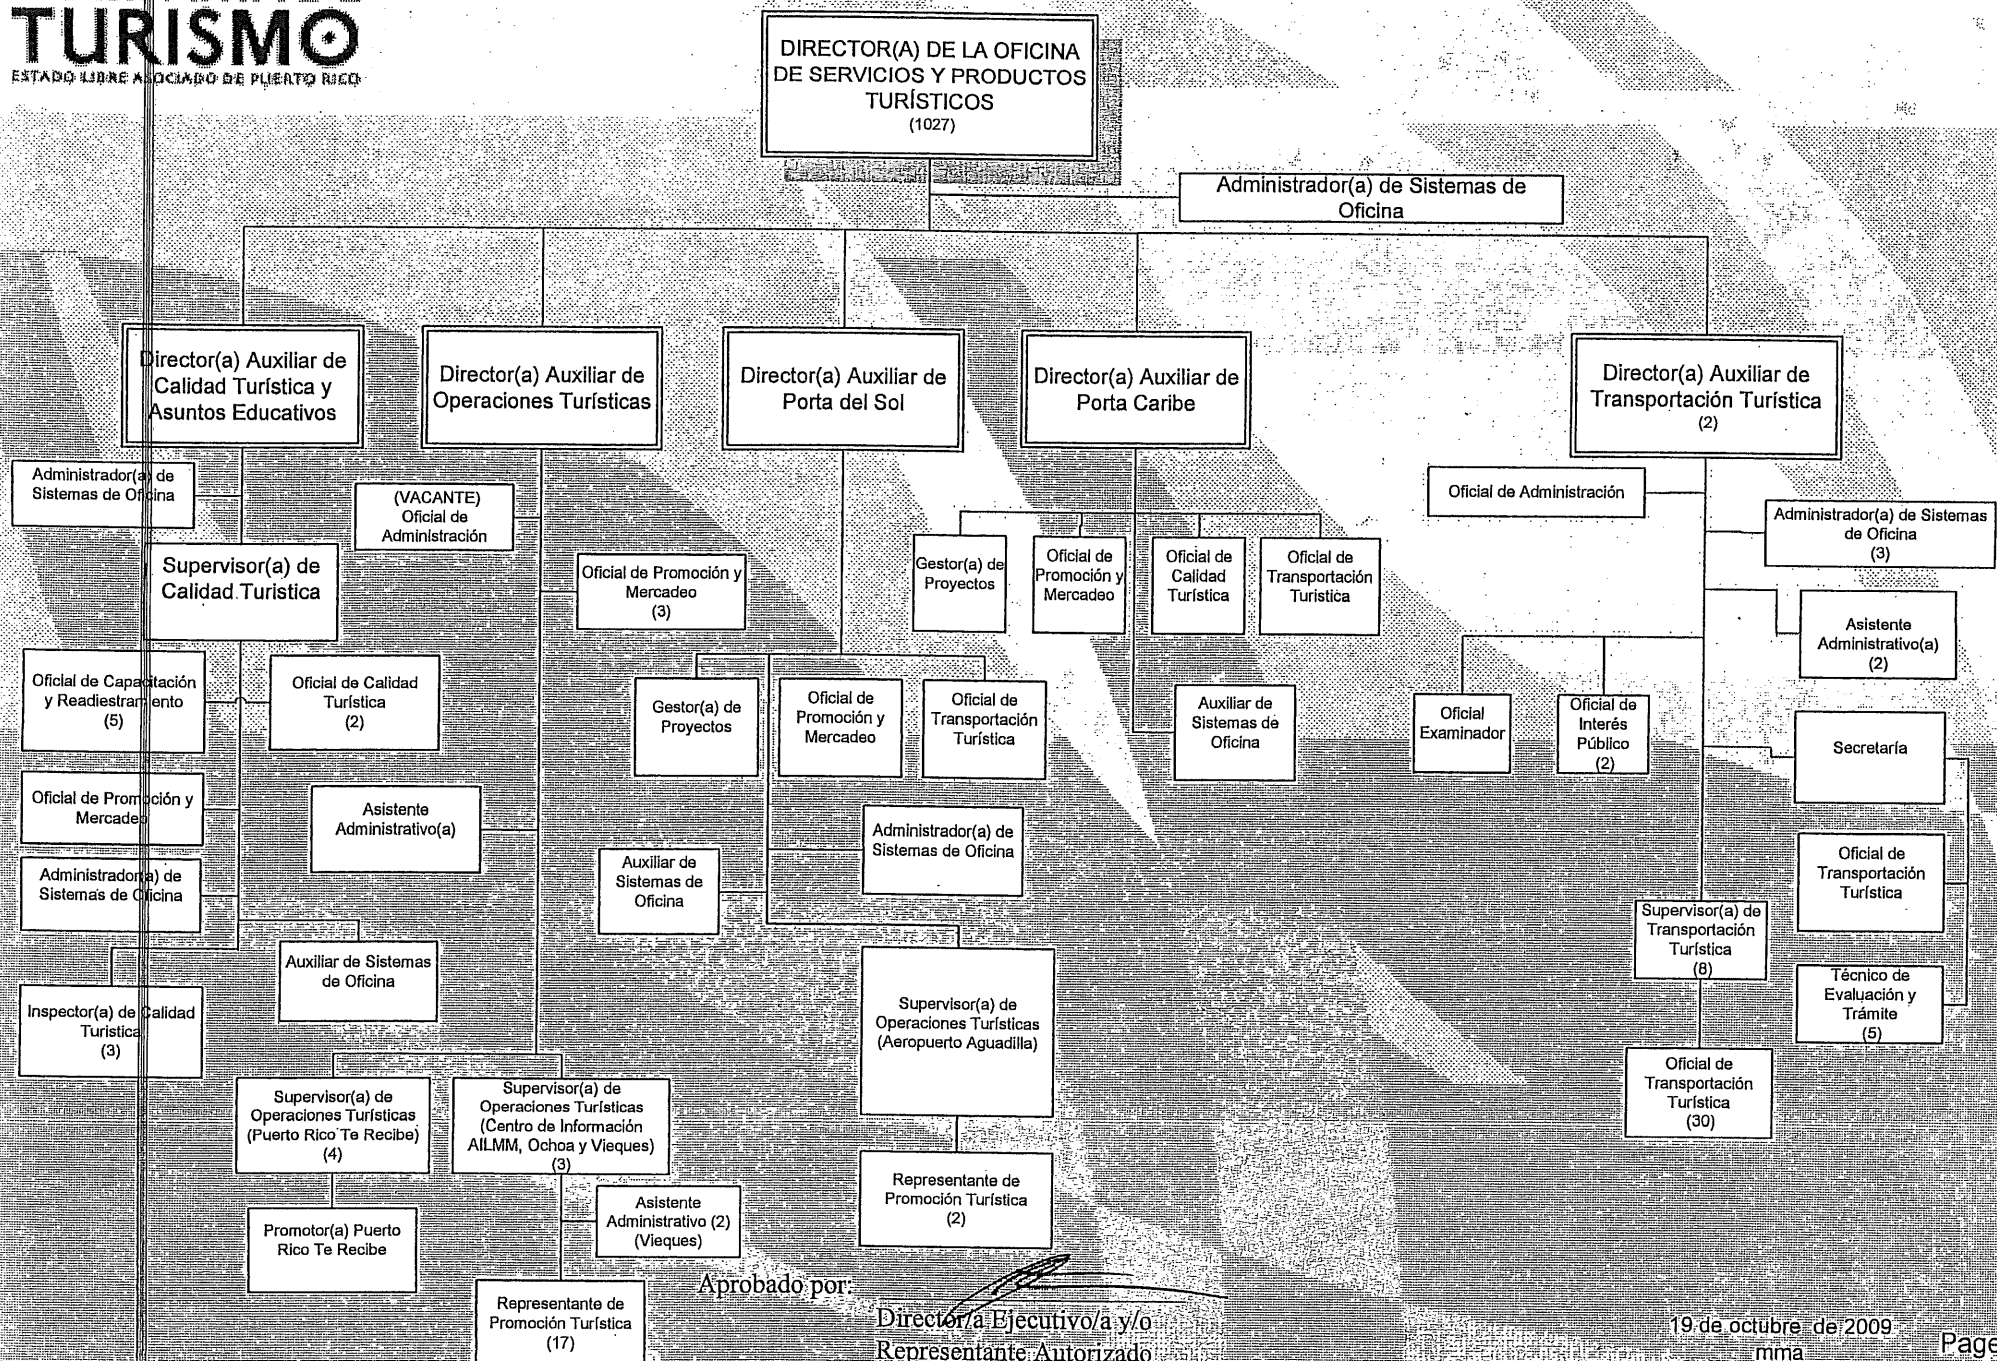 TURISMO
ESTADO LIBRE ASOCIADO DE PUERTO RICO
DIRECTOR(A) DE LA OFICINA
DE SERVICIOS Y PRODUCTOS
TURÍSTICOS
(1027)
Administrador(a) de Sistemas de
Oficina
Director(a) Auxiliar de
Calidad Turística y
Asuntos Educativos
Director(a) Auxiliar de
Operaciones Turísticas
Director(a) Auxiliar de
Porta del Sol
Director(a) Auxiliar de
Porta Caribe
Director(a) Auxiliar de
Transportación Turística
(2)
Administrador(a) de
Sistemas de Oficina
Supervisor(a) de
Calidad Turistica
Oficial de Capacitación
y Readiestramiento
(5)
Oficial de Calidad
Turística
(2)
Oficial de Promoción y
Mercadeo
Administrador(a) de
Sistemas de Oficina
Auxiliar de Sistemas
de Oficina
Inspector(a) de Calidad
Turistica
(3)
(VACANTE)
Oficial de
Administración
Oficial de Promoción y
Mercadeo
(3)
Asistente
Administrativo(a)
Supervisor(a) de
Operaciones Turísticas
(Puerto Rico Te Recibe)
(4)
Promotor(a) Puerto
Rico Te Recibe
Supervisor(a) de
Operaciones Turísticas
(Centro de Información
AILMM, Ochoa y Vieques)
(3)
Asistente
Administrativo (2)
(Vieques)
Representante de
Promoción Turística
(17)
Gestor(a) de
Proyectos
Oficial de
Promoción y
Mercadeo
Oficial de
Transportación
Turística
Administrador(a) de
Sistemas de Oficina
Auxiliar de
Sistemas de
Oficina
Supervisor(a) de
Operaciones Turísticas
(Aeropuerto Aguadilla)
Representante de
Promoción Turística
(2)
Gestor(a) de
Proyectos
Oficial de
Promoción y
Mercadeo
Oficial de
Calidad
Turística
Oficial de
Transportación
Turistica
Auxiliar de
Sistemas de
Oficina
Oficial de Administración
Administrador(a) de Sistemas
de Oficina
(3)
Asistente
Administrativo(a)
(2)
Oficial
Examinador
Oficial de
Interés
Público
(2)
Secretaría
Oficial de
Transportación
Turística
Técnico de
Evaluación y
Trámite
(5)
Supervisor(a) de
Transportación
Turística
(8)
Oficial de
Transportación
Turística
(30)
Aprobado por:
Director/a Ejecutivo/a y/o
Representante Autorizado
19 de octubre de 2009
mma
Page